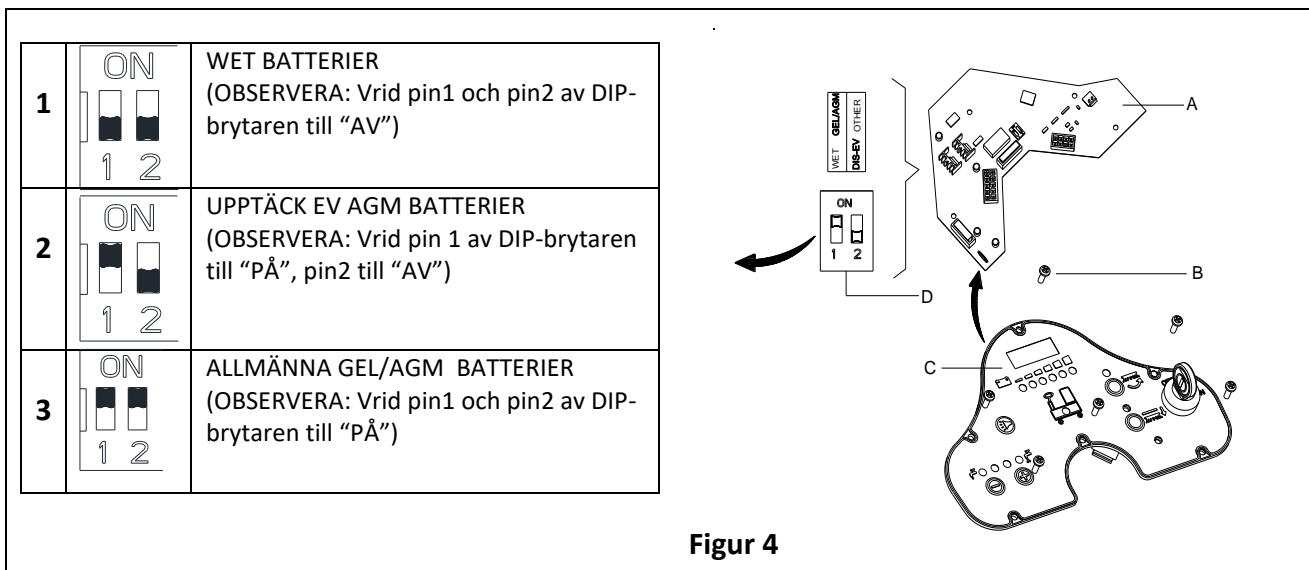 1
ON
1 2
WET BATTERIER
(OBSERVERA: Vrid pin1 och pin2 av DIP-
brytaren till “AV”)
2
ON
1 2
UPPTÄCK EV AGM BATTERIER
(OBSERVERA: Vrid pin 1 av DIP-brytaren
till “PÅ”, pin2 till “AV”)
3
ON
1 2
ALLMÄNNA GEL/AGM BATTERIER
(OBSERVERA: Vrid pin1 och pin2 av DIP-
brytaren till “PÅ”)
WET GEL/AGM
DIS-EV OTHER
ON
1 2
A
B
C
D
Figur 4